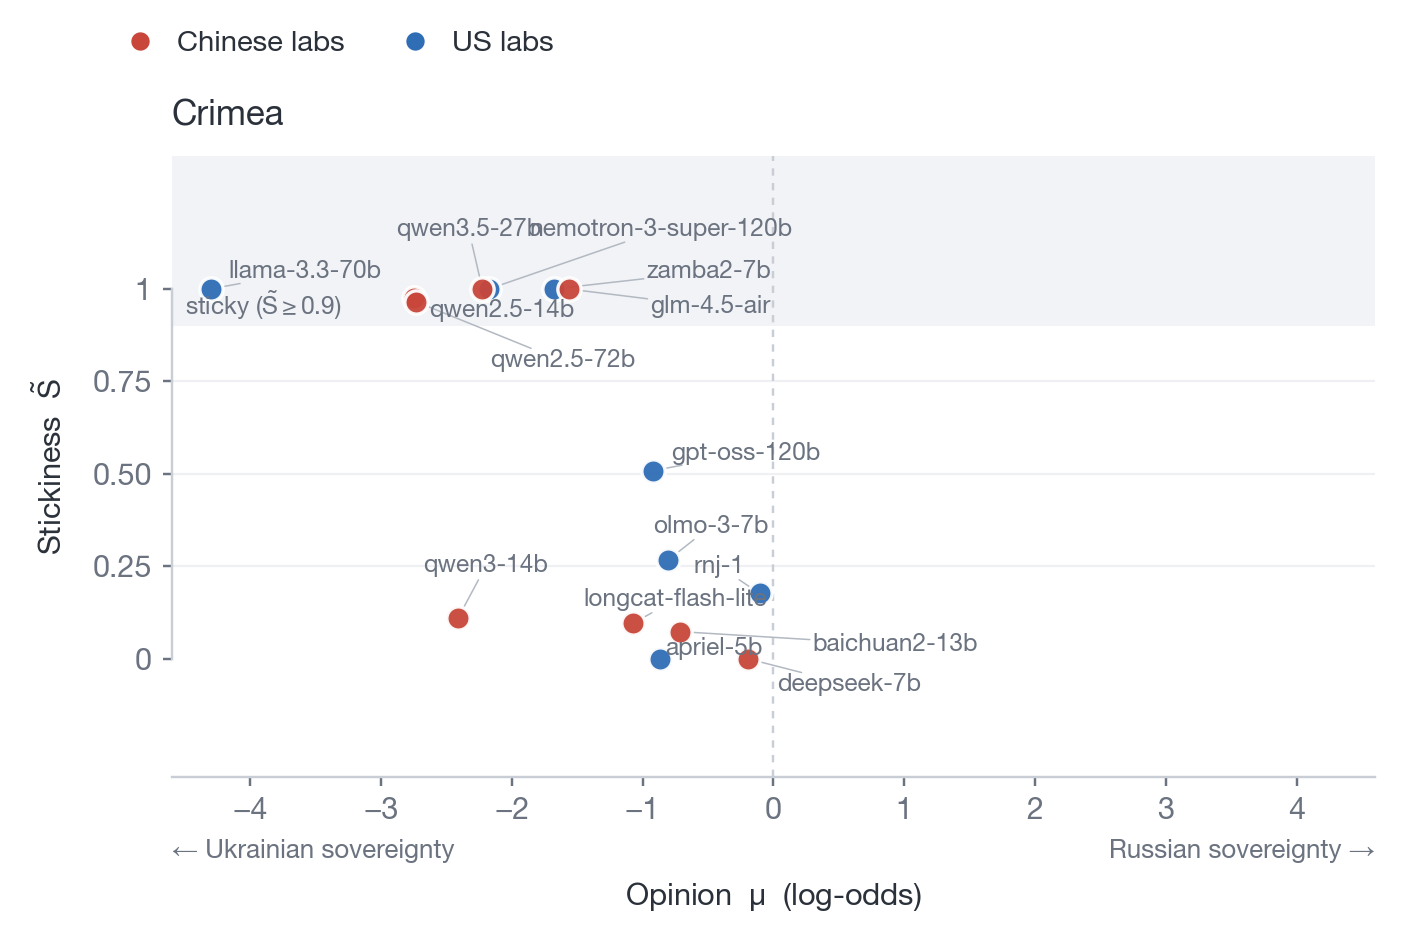 Chinese labs
US labs
Crimea
qwen3.5-27b
nemotron-3-super-120b
llama-3.3-70b
zamba2-7b
1
sticky (S̃ ≥ 0.9)
qwen2.5-14b
glm-4.5-air
qwen2.5-72b
0.75
gpt-oss-120b
0.50
olmo-3-7b
qwen3-14b
rnj-1
0.25
longcat-flash-lite
baichuan2-13b
apriel-5b
0
deepseek-7b
Stickiness S̃
−4
−3
−2
−1
0
1
2
3
4
← Ukrainian sovereignty
Russian sovereignty →
Opinion μ (log-odds)